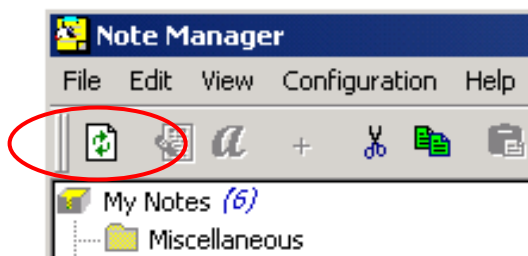 Note Manager
File Edit View Configuration Help
a +
My Notes (6)
Miscellaneous